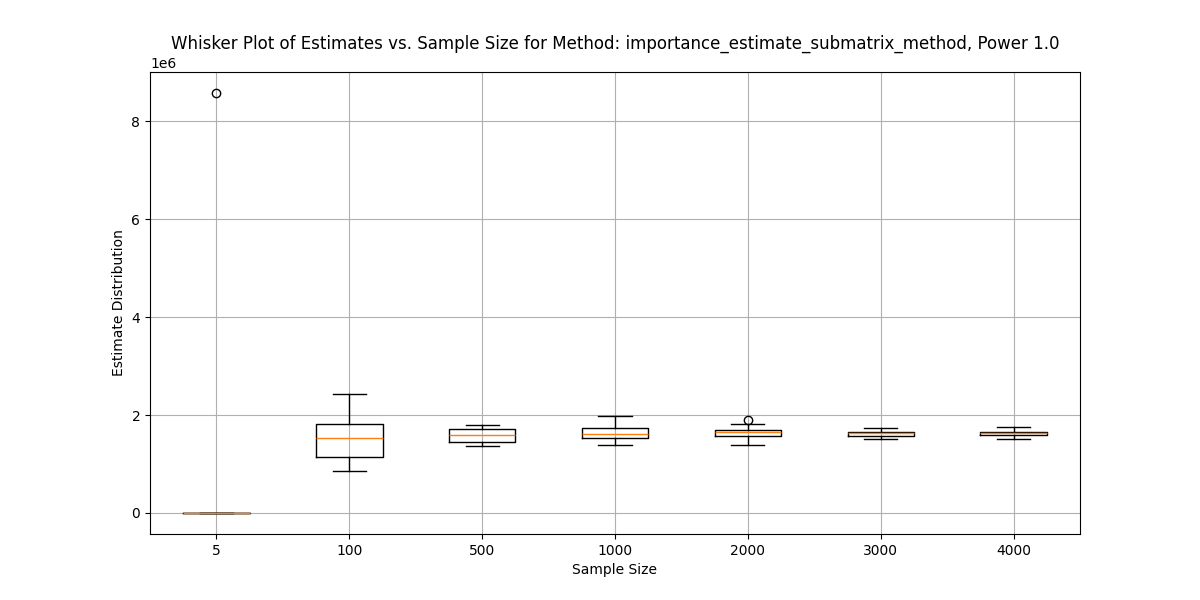 Whisker Plot of Estimates vs. Sample Size for Method: importance_estimate_submatrix_method, Power 1.0
1e6
8
6
4
2
0
Estimate Distribution
5 100 500 1000 2000 3000 4000
Sample Size